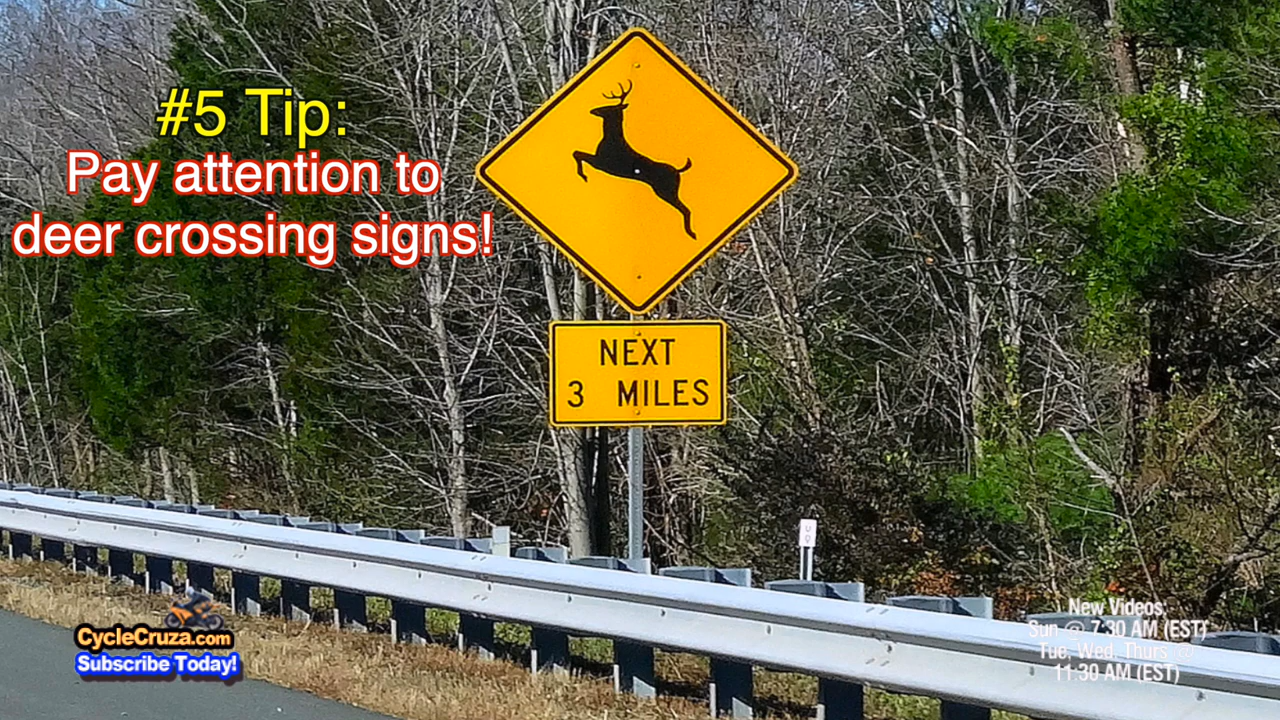 #5 Tip:
Pay attention to
deer crossing signs!
NEXT
3 MILES
CycleCruza.com
Subscribe Today!
New Videos:
Sun @ 7:30 AM (EST)
Tue, Wed, Thurs @
11:30 AM (EST)